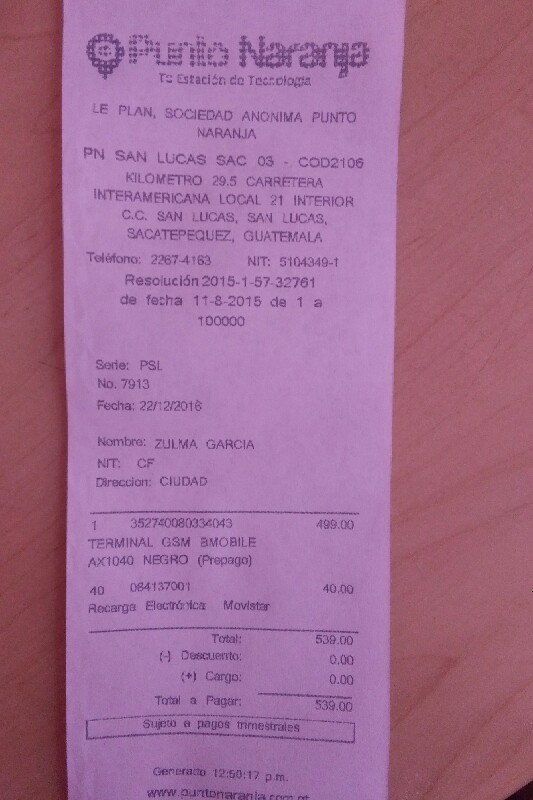 Punto Naranja
Tu Estación de Tecnología
LE PLAN, SOCIEDAD ANONIMA PUNTO
NARANJA
PN SAN LUCAS SAC 03 - COD2106
KILOMETRO 29.5 CARRETERA
INTERAMERICANA LOCAL 21 INTERIOR
C.C. SAN LUCAS, SAN LUCAS,
SACATEPEQUEZ, GUATEMALA
Teléfono: 2267-4163 NIT: 5104349-1
Resolución 2015-1-57-32761
de fecha 11-8-2015 de 1 a
100000
Serie: PSL
No. 7913
Fecha: 22/12/2016
Nombre: ZULMA GARCIA
NIT: CF
Direccion: CIUDAD
1 352740080334043 499.00
TERMINAL GSM BMOBILE
AX1040 NEGRO (Prepago)
40 084137001 40.00
Recarga Electrónica Movistar
Total: 539.00
(-) Descuento: 0.00
(+) Cargo: 0.00
Total a Pagar: 539.00
Sujeto a pagos trimestrales
Generado 12:50:17 p.m.
www.puntonaranja.com.gt